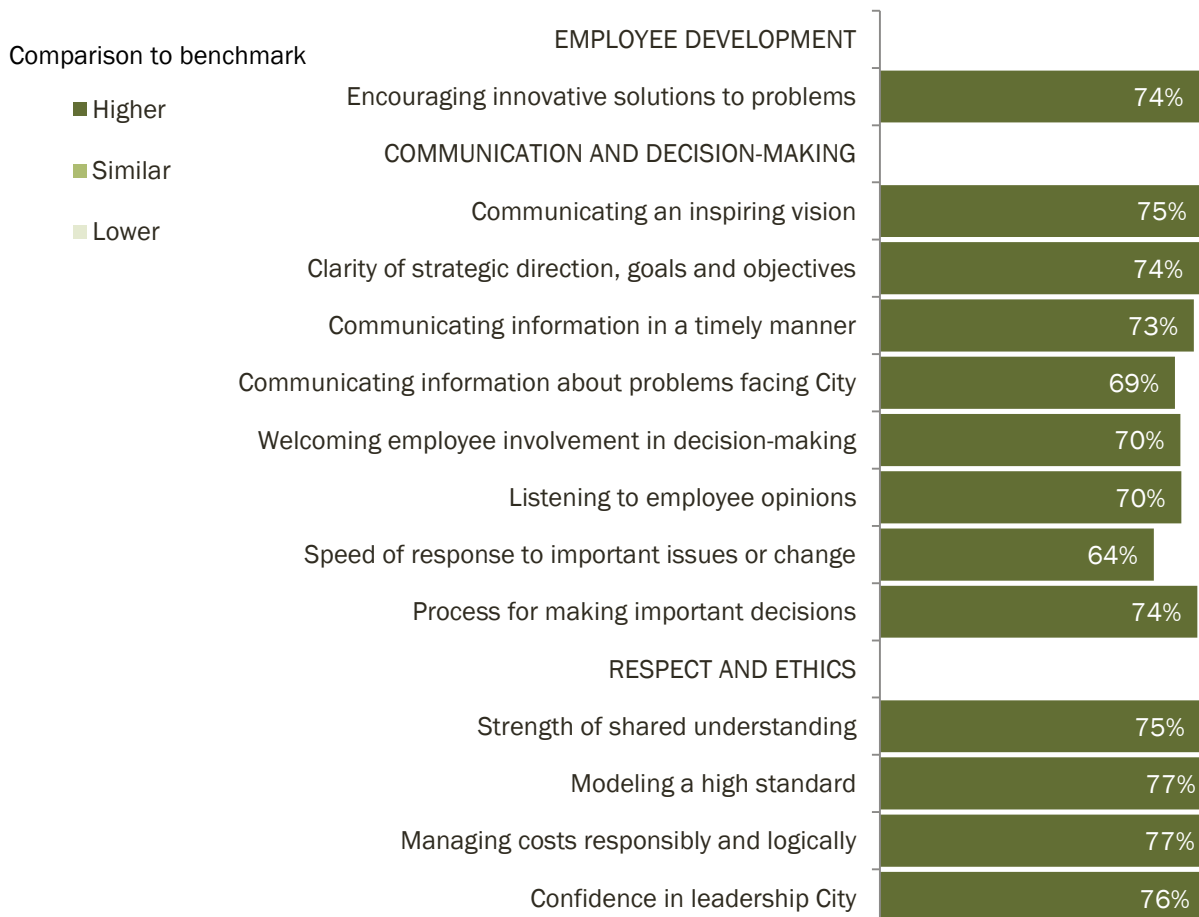 Comparison to benchmark
Higher
Similar
Lower
EMPLOYEE DEVELOPMENT
Encouraging innovative solutions to problems 74%
COMMUNICATION AND DECISION-MAKING
Communicating an inspiring vision 75%
Clarity of strategic direction, goals and objectives 74%
Communicating information in a timely manner 73%
Communicating information about problems facing City 69%
Welcoming employee involvement in decision-making 70%
Listening to employee opinions 70%
Speed of response to important issues or change 64%
Process for making important decisions 74%
RESPECT AND ETHICS
Strength of shared understanding 75%
Modeling a high standard 77%
Managing costs responsibly and logically 77%
Confidence in leadership City 76%